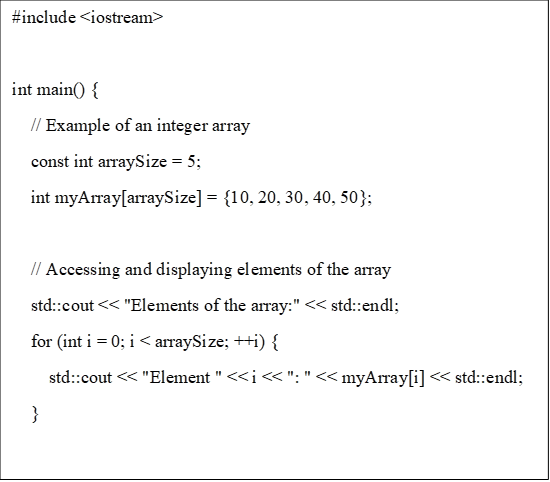 #include <iostream>
int main() {
// Example of an integer array
const int arraySize = 5;
int myArray[arraySize] = {10, 20, 30, 40, 50};
// Accessing and displaying elements of the array
std::cout << "Elements of the array:" << std::endl;
for (int i = 0; i < arraySize; ++i) {
std::cout << "Element " << i << ": " << myArray[i] << std::endl;
}